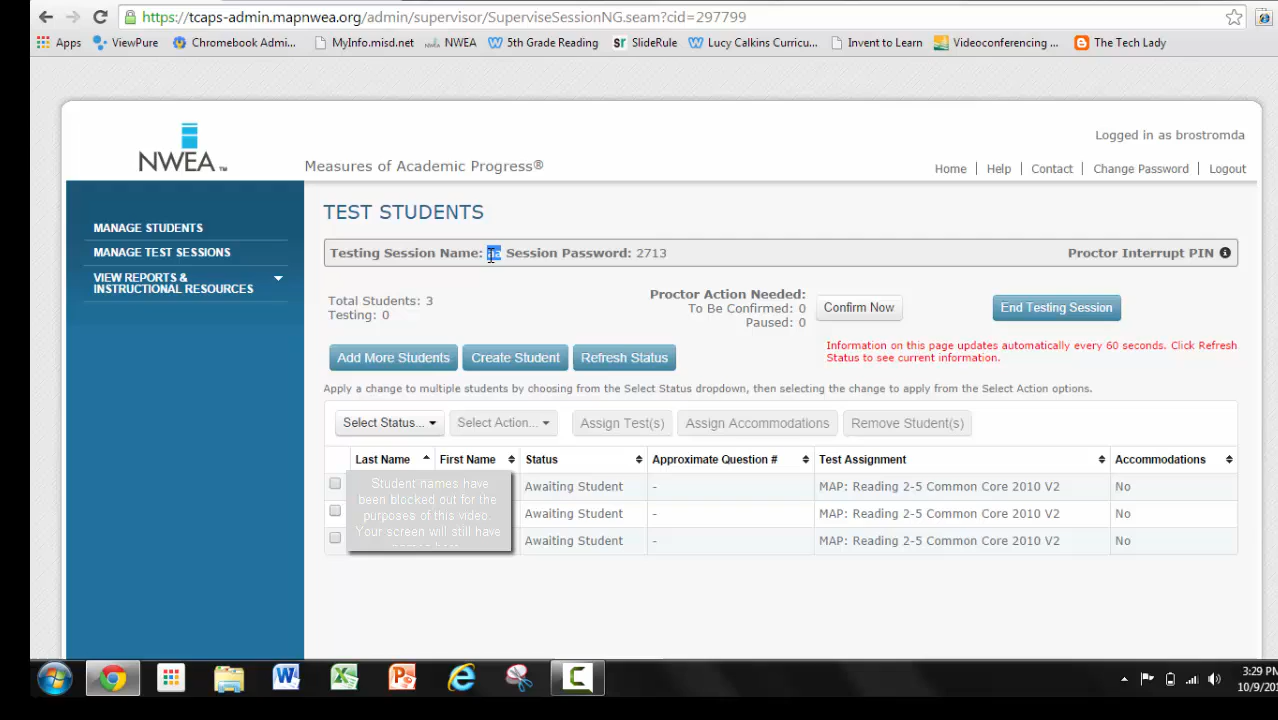 https://tcaps-admin.mapnwea.org/admin/supervisor/SuperviseSessionNG.seam?cid=297799
Apps ViewPure Chromebook Admi... MyInfo.misd.net NWEA 5th Grade Reading SlideRule Lucy Calkins Curricu... Invent to Learn Videoconferencing ... The Tech Lady
Logged in as brostromda
NWEA™ Measures of Academic Progress®
Home | Help | Contact | Change Password | Logout
MANAGE STUDENTS
MANAGE TEST SESSIONS
VIEW REPORTS &
INSTRUCTIONAL RESOURCES
TEST STUDENTS
Testing Session Name: Session Password: 2713 Proctor Interrupt PIN
Total Students: 3
Testing: 0
Proctor Action Needed:
To Be Confirmed: 0
Paused: 0
Confirm Now
End Testing Session
Information on this page updates automatically every 60 seconds. Click Refresh
Status to see current information.
Add More Students Create Student Refresh Status
Apply a change to multiple students by choosing from the Select Status dropdown, then selecting the change to apply from the Select Action options.
Select Status... Select Action... Assign Test(s) Assign Accommodations Remove Student(s)
Last Name First Name Status Approximate Question # Test Assignment Accommodations
Student names have
been blocked out for the
purposes of this video.
Your screen will still have
Awaiting Student - MAP: Reading 2-5 Common Core 2010 V2 No
Awaiting Student - MAP: Reading 2-5 Common Core 2010 V2 No
Awaiting Student - MAP: Reading 2-5 Common Core 2010 V2 No
3:29 PM
10/9/20